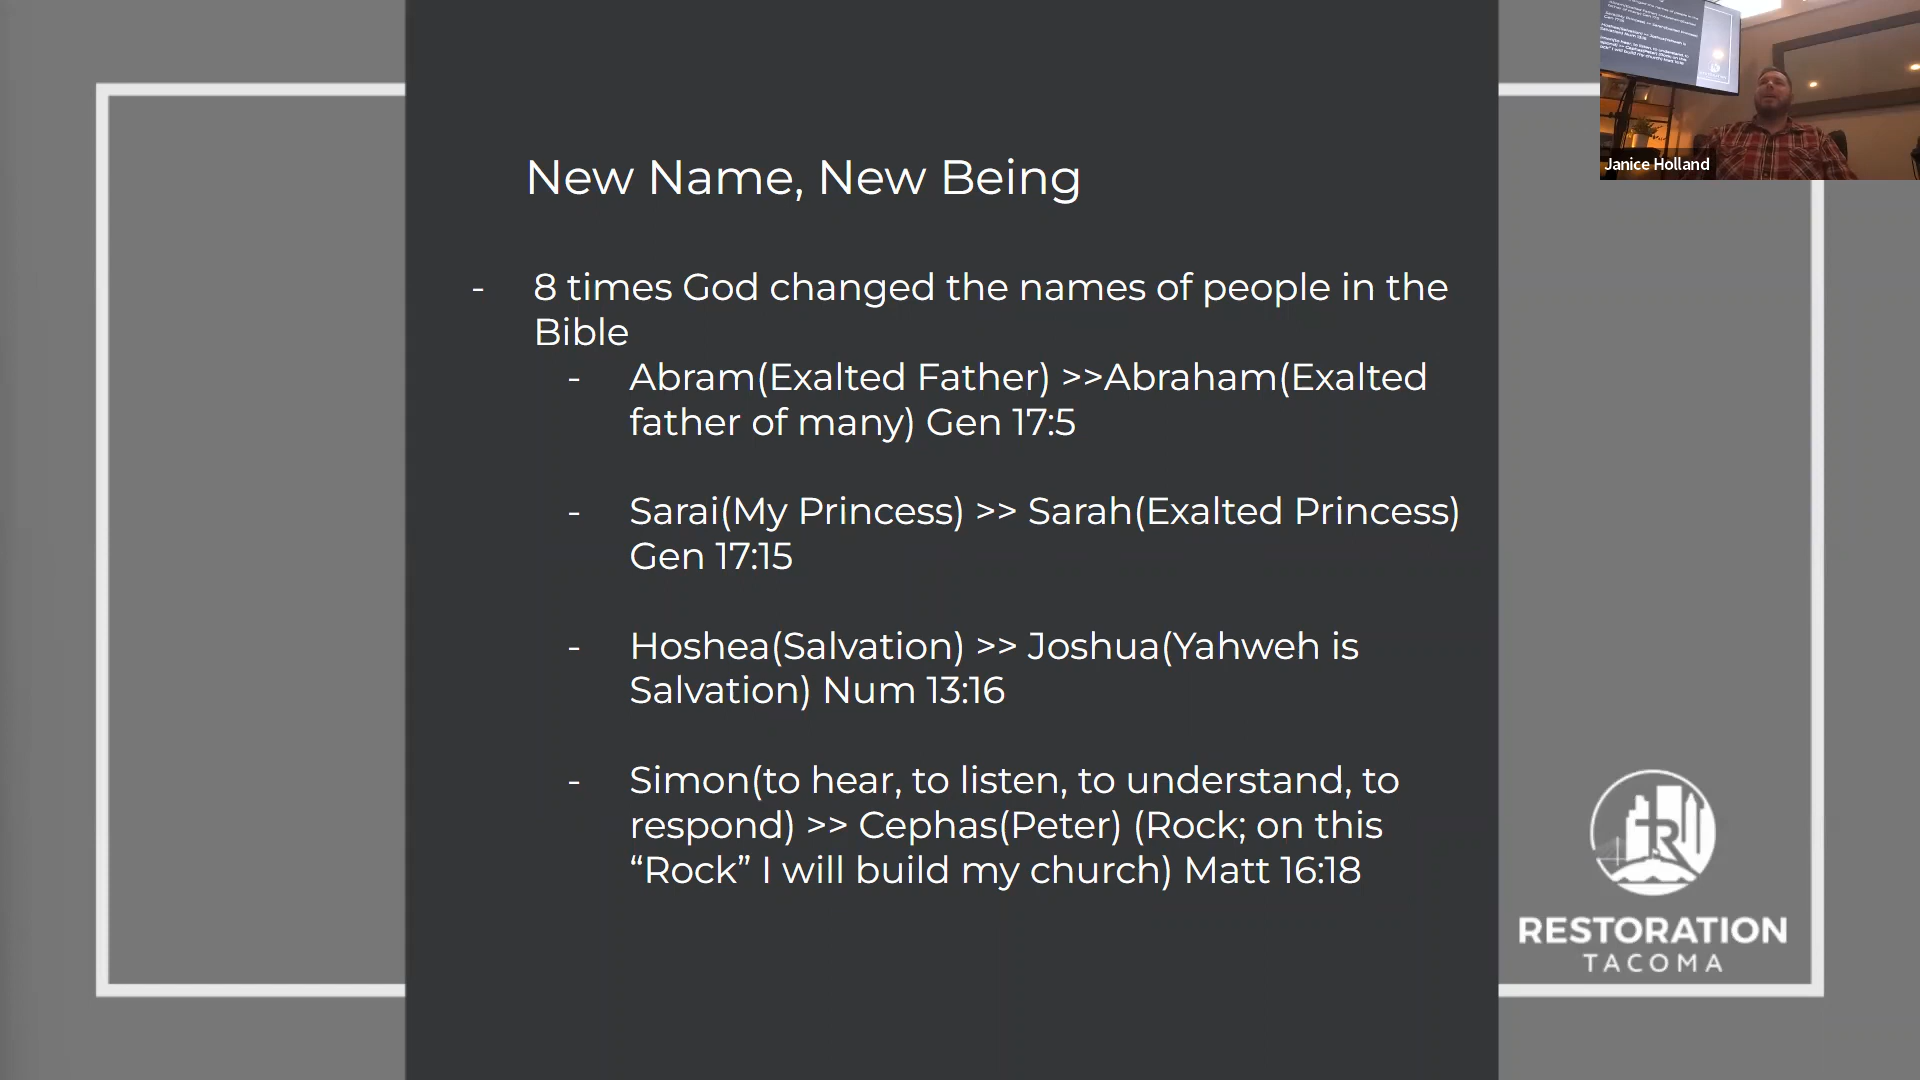 New Name, New Being
- 8 times God changed the names of people in the
Bible
- Abram(Exalted Father) >>Abraham(Exalted
father of many) Gen 17:5
- Sarai(My Princess) >> Sarah(Exalted Princess)
Gen 17:15
- Hoshea(Salvation) >> Joshua(Yahweh is
Salvation) Num 13:16
- Simon(to hear, to listen, to understand, to
respond) >> Cephas(Peter) (Rock; on this
“Rock” I will build my church) Matt 16:18
Janice Holland
R
RESTORATION
TACOMA